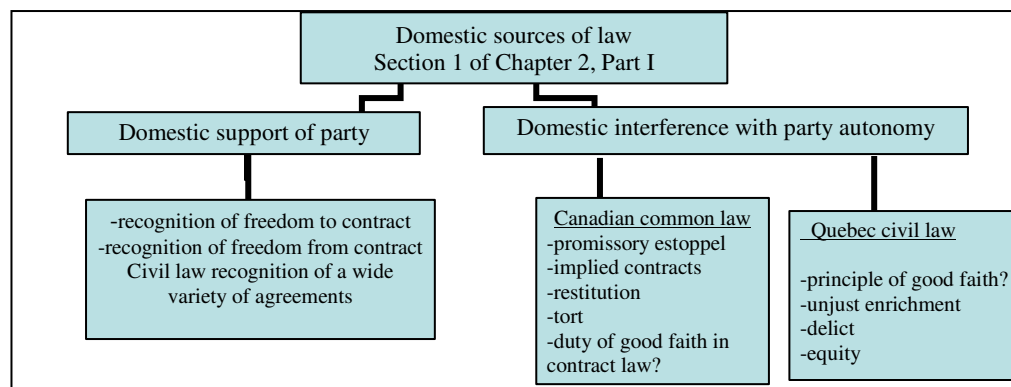 Domestic sources of law
Section 1 of Chapter 2, Part I
Domestic support of party
Domestic interference with party autonomy
-recognition of freedom to contract
-recognition of freedom from contract
Civil law recognition of a wide
variety of agreements
Canadian common law
-promissory estoppel
-implied contracts
-restitution
-tort
-duty of good faith in
contract law?
Quebec civil law
-principle of good faith?
-unjust enrichment
-delict
-equity